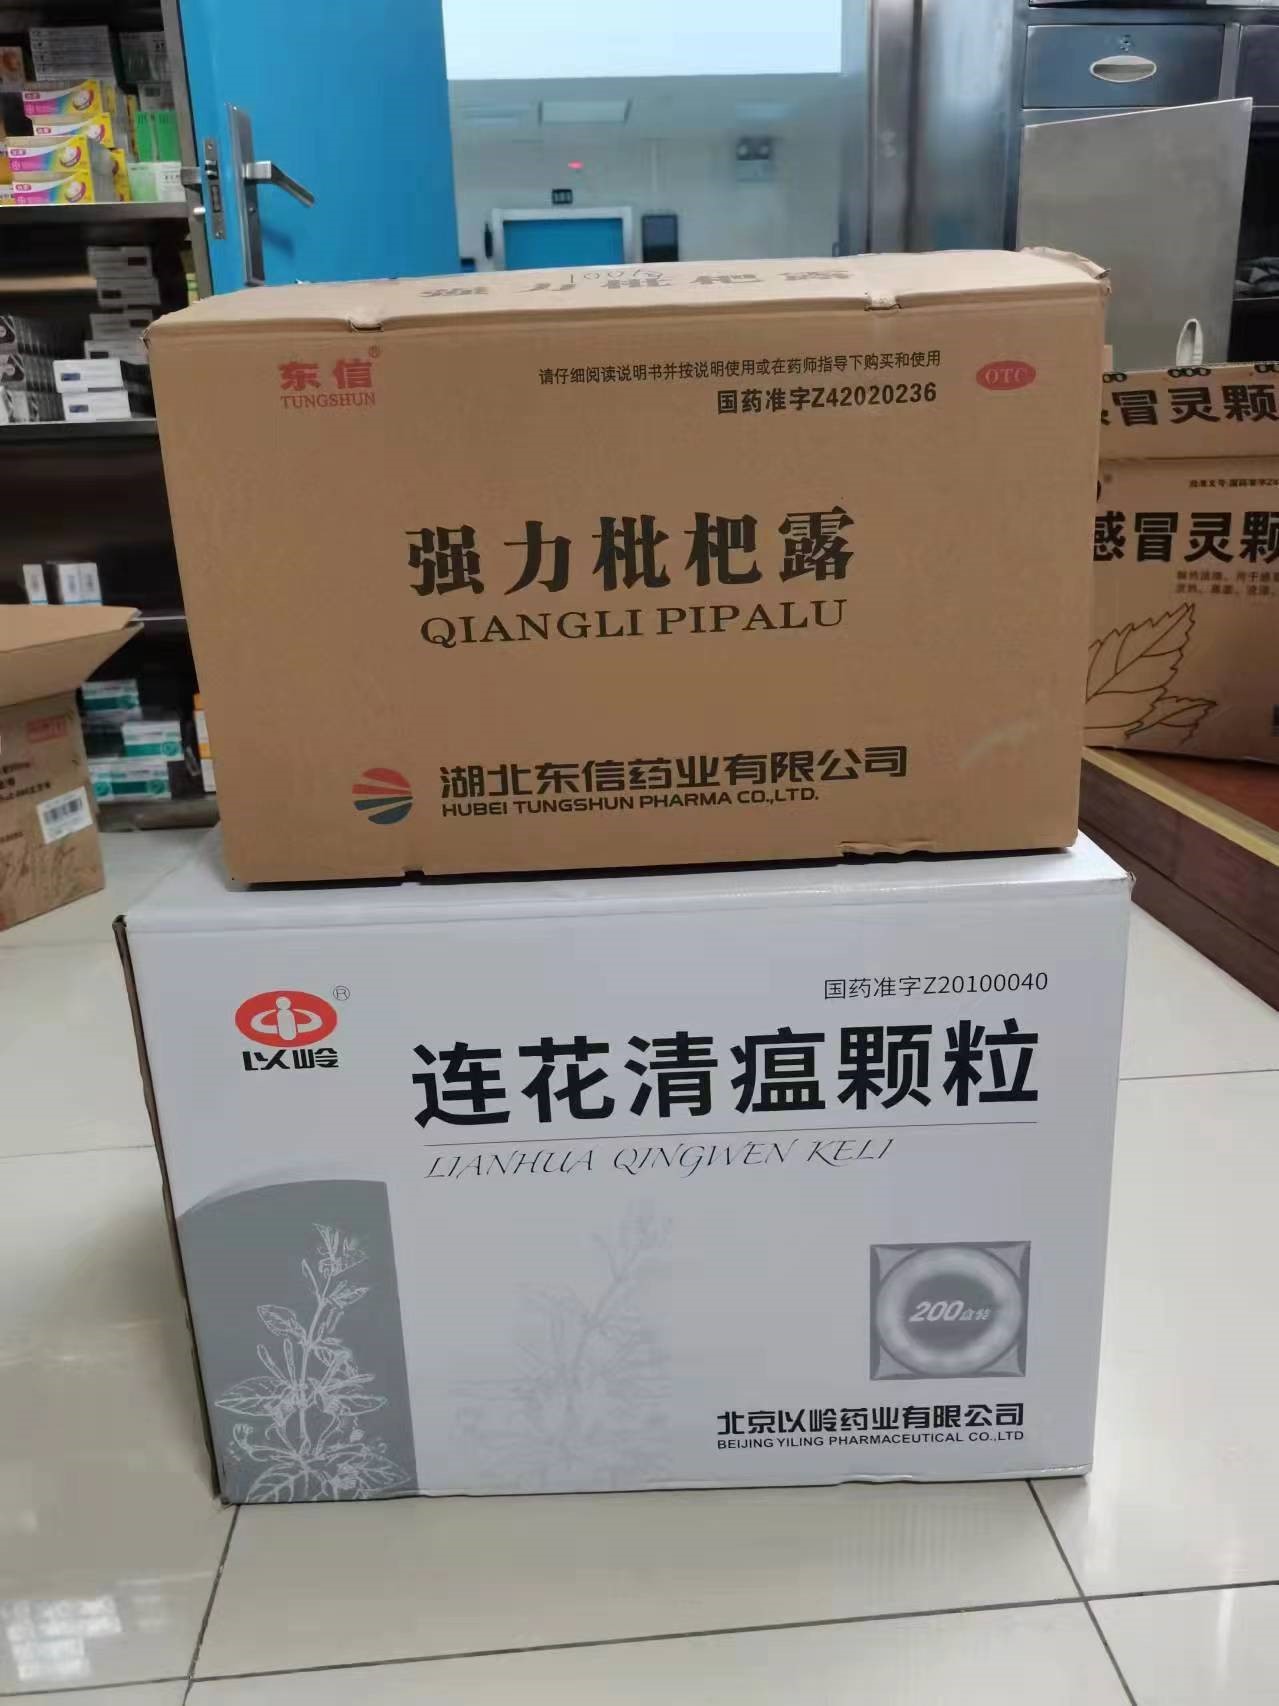 强力枇杷露
东信®
TUNGSHUN
请仔细阅读说明书并按说明使用或在药师指导下购买和使用
国药准字Z42020236
OTC
强力枇杷露
QIANGLI PIPALU
湖北东信药业有限公司
HUBEI TUNGSHUN PHARMA CO.,LTD.
冒灵颗
感冒灵颗
®
以岭
国药准字Z20100040
连花清瘟颗粒
LIANHUA QINGWEN KELI
200盒装
北京以岭药业有限公司
BEIJING YILING PHARMACEUTICAL CO.,LTD